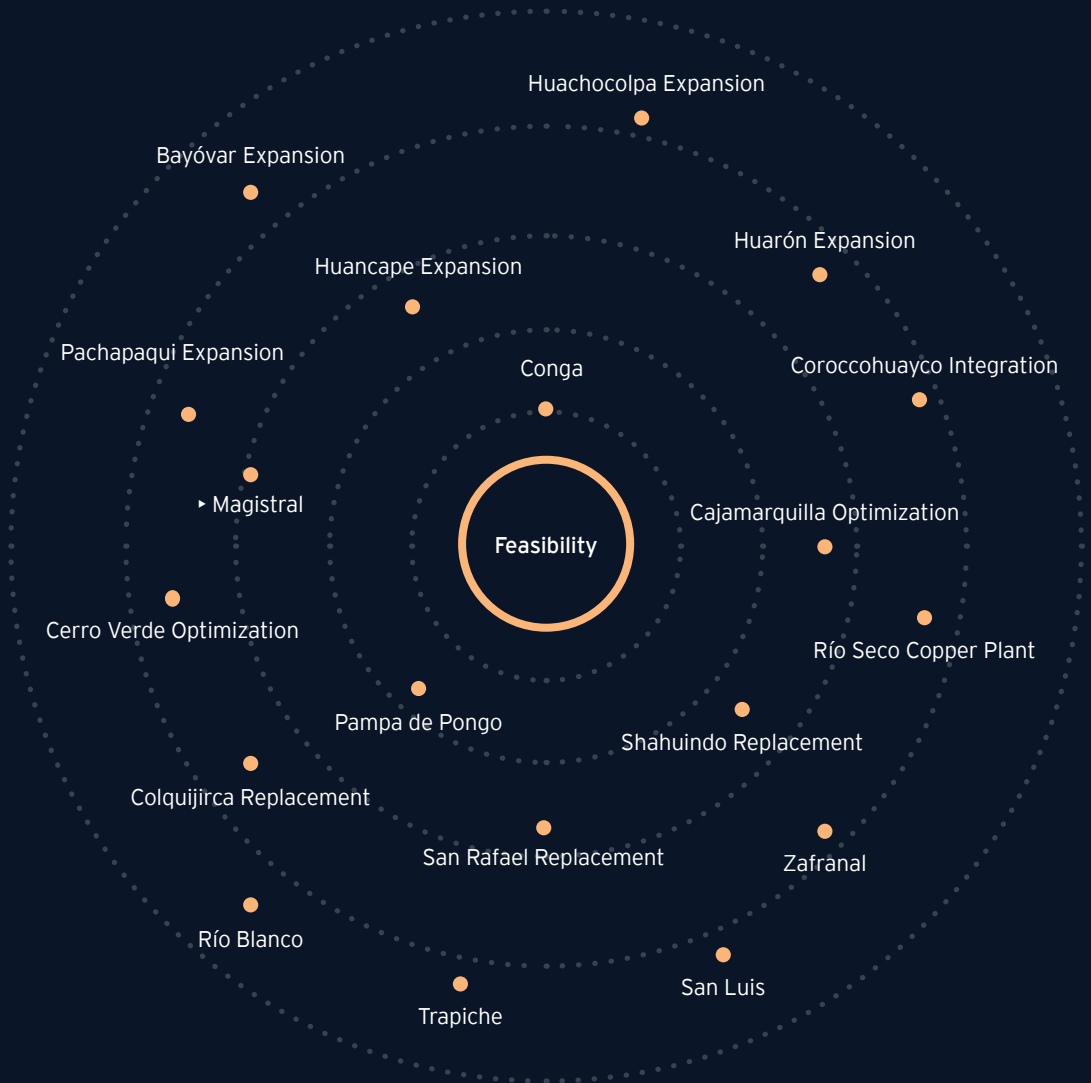 Huachocolpa Expansion
Bayóvar Expansion
Huarón Expansion
Huancape Expansion
Pachapaqui Expansion
Coroccohuayco Integration
Conga
‣ Magistral
Cajamarquilla Optimization
Feasibility
Cerro Verde Optimization
Río Seco Copper Plant
Pampa de Pongo
Shahuindo Replacement
Colquijirca Replacement
San Rafael Replacement
Zafranal
Río Blanco
San Luis
Trapiche